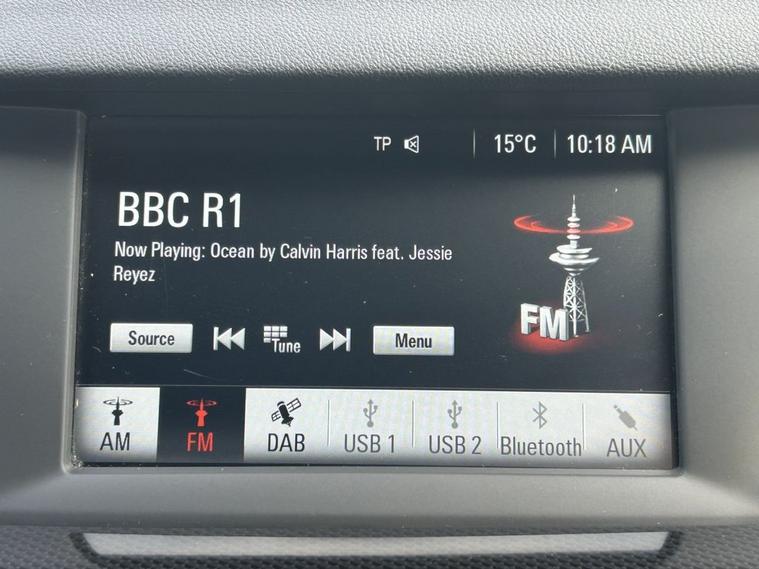 TP 15°C 10:18 AM
BBC R1
Now Playing: Ocean by Calvin Harris feat. Jessie
Reyez
FM
Source Tune Menu
AM FM DAB USB 1 USB 2 Bluetooth AUX